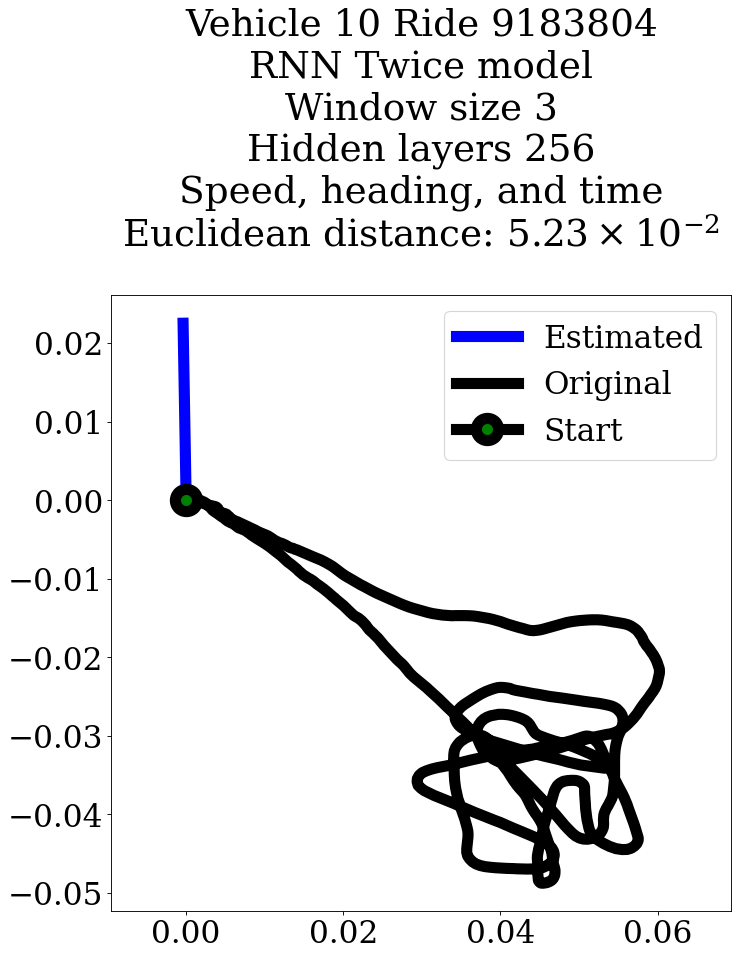 Vehicle 10 Ride 9183804
RNN Twice model
Window size 3
Hidden layers 256
Speed, heading, and time
Euclidean distance: 5.23 × 10⁻²
Estimated
Original
Start
0.02
0.01
0.00
−0.01
−0.02
−0.03
−0.04
−0.05
0.00 0.02 0.04 0.06